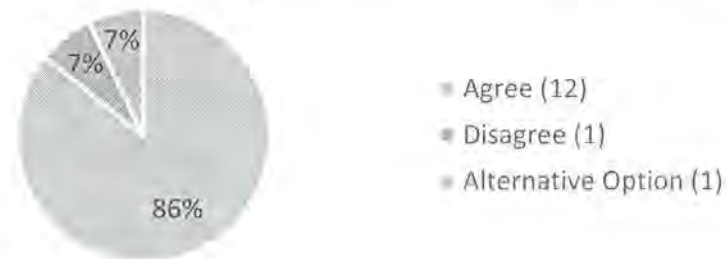 7%
7%
Agree (12)
Disagree (1)
Alternative Option (1)
86%